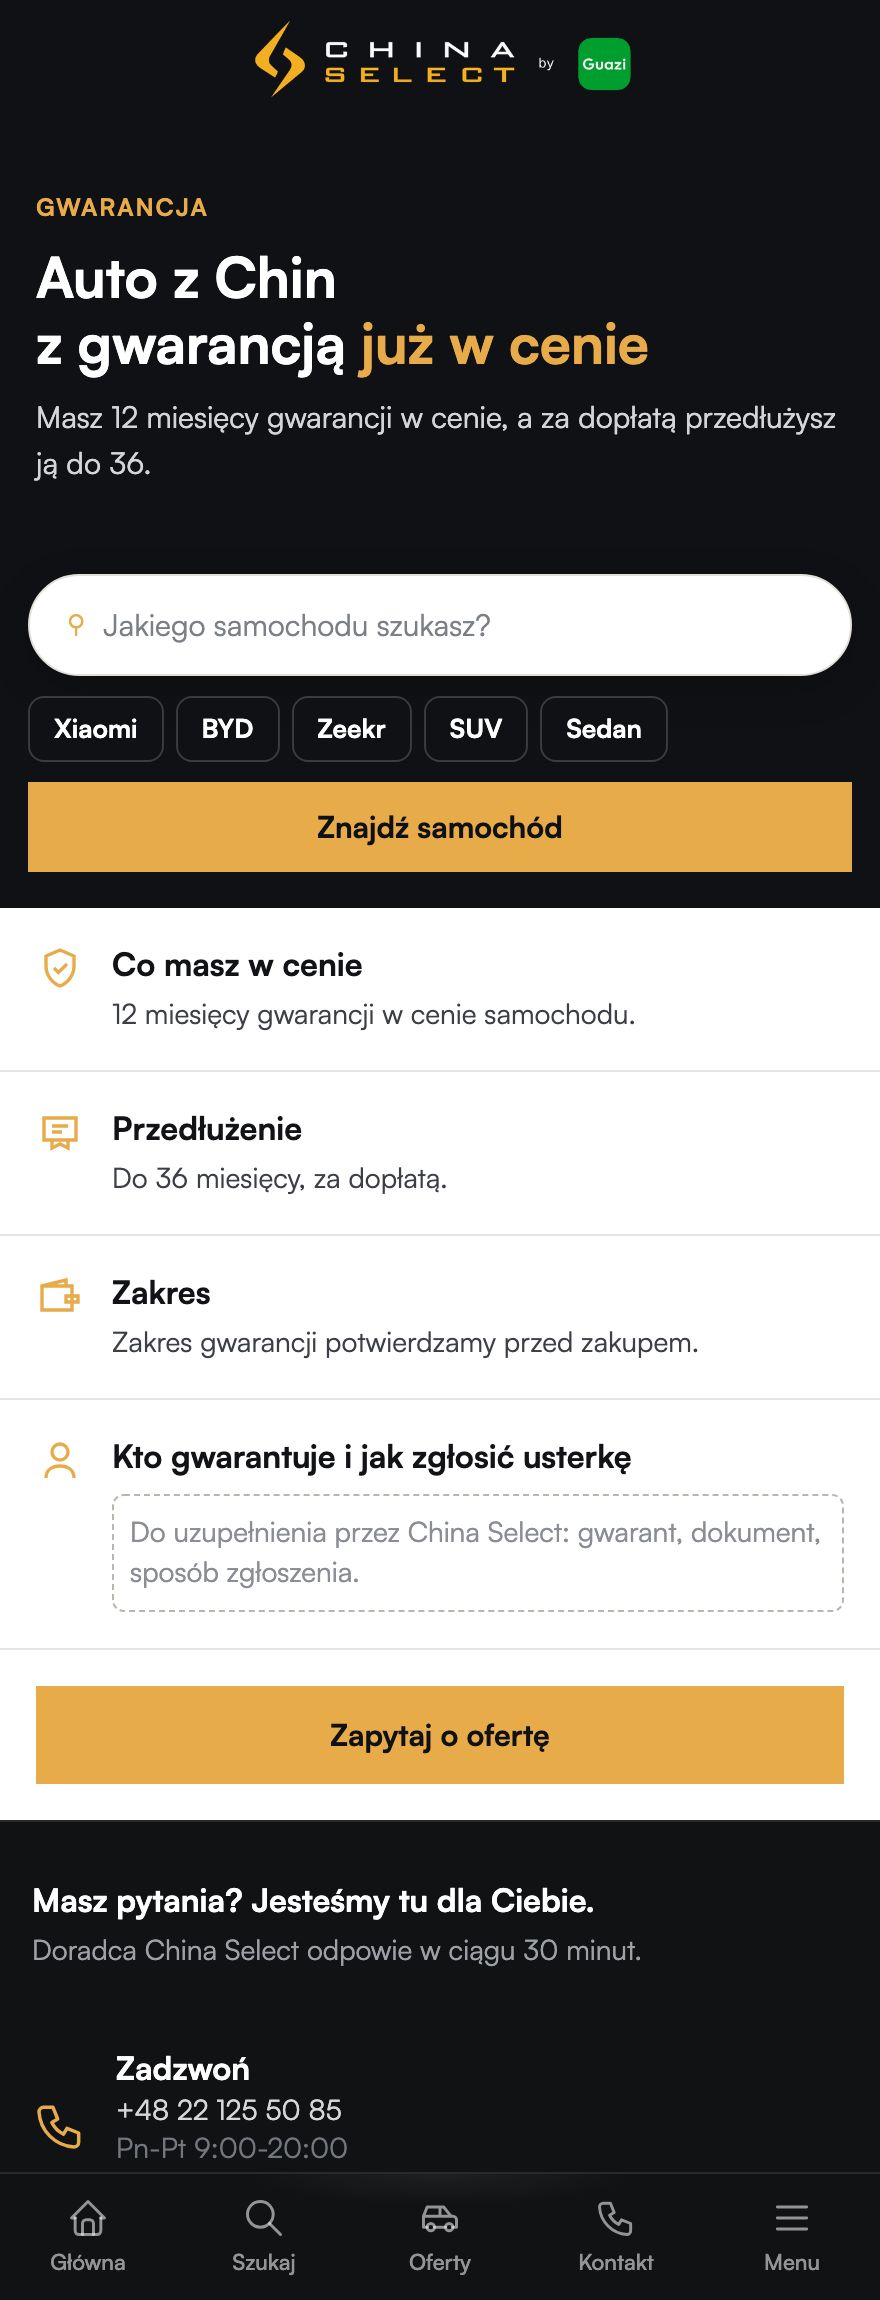 CHINA
SELECT
by
Guazi
GWARANCJA
Auto z Chin
z gwarancją już w cenie
Masz 12 miesięcy gwarancji w cenie, a za dopłatą przedłużysz
ją do 36.
Jakiego samochodu szukasz?
Xiaomi
BYD
Zeekr
SUV
Sedan
Znajdź samochód
Co masz w cenie
12 miesięcy gwarancji w cenie samochodu.
Przedłużenie
Do 36 miesięcy, za dopłatą.
Zakres
Zakres gwarancji potwierdzamy przed zakupem.
Kto gwarantuje i jak zgłosić usterkę
Do uzupełnienia przez China Select: gwarant, dokument,
sposób zgłoszenia.
Zapytaj o ofertę
Masz pytania? Jesteśmy tu dla Ciebie.
Doradca China Select odpowie w ciągu 30 minut.
Zadzwoń
+48 22 125 50 85
Pn-Pt 9:00-20:00
Główna
Szukaj
Oferty
Kontakt
Menu